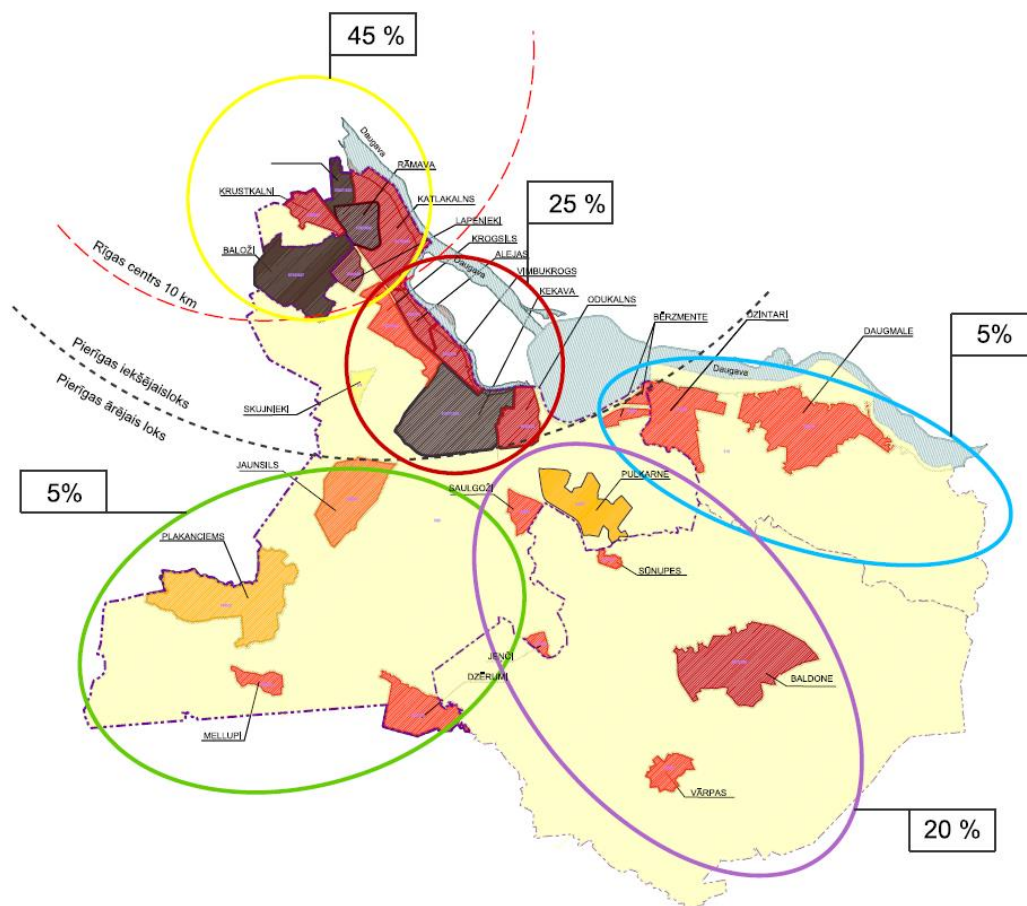 45 %
Daugava
RĀMAVA
KRUSTKALNI
KATLAKALNS
25 %
LAPENIEKI
KROGSILS
ALEJAS
BALOŽI
VIMBUKROGS
Daugava
ĶEKAVA
Rīgas centrs 10 km
ODUKALNS
BĒRZMENTE
DZINTARI
DAUGMALE
5%
Pierīgas iekšējaisloks
Pierīgas ārējais loks
Daugava
SKUJNIEKI
JAUNSILS
5%
SAULGOŽI
PULKARNE
PLAKANCIEMS
SŪNUPES
JENČI
BALDONE
DZĒRUMI
MELLUPI
VĀRPAS
20 %